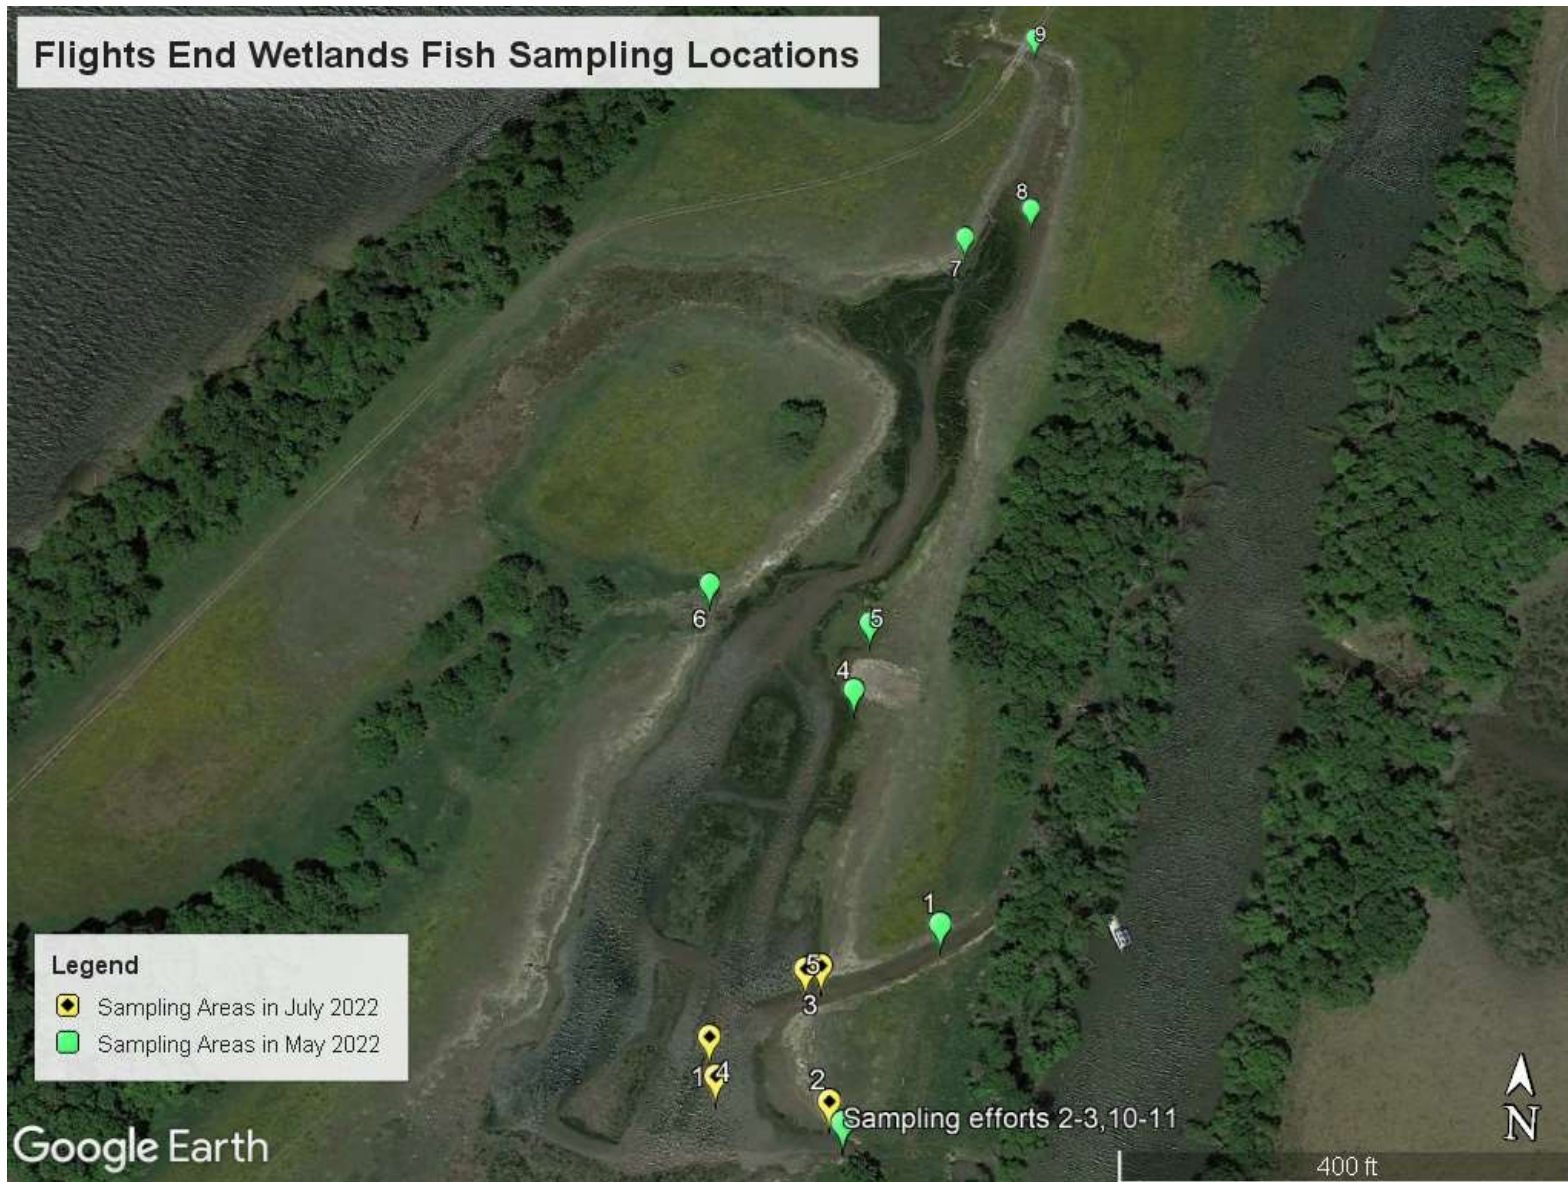 Flights End Wetlands Fish Sampling Locations
9
8
7
6
5
4
1
5
3
1 4
2
Sampling efforts 2-3,10-11
Legend
Sampling Areas in July 2022
Sampling Areas in May 2022
Google Earth
N
400 ft